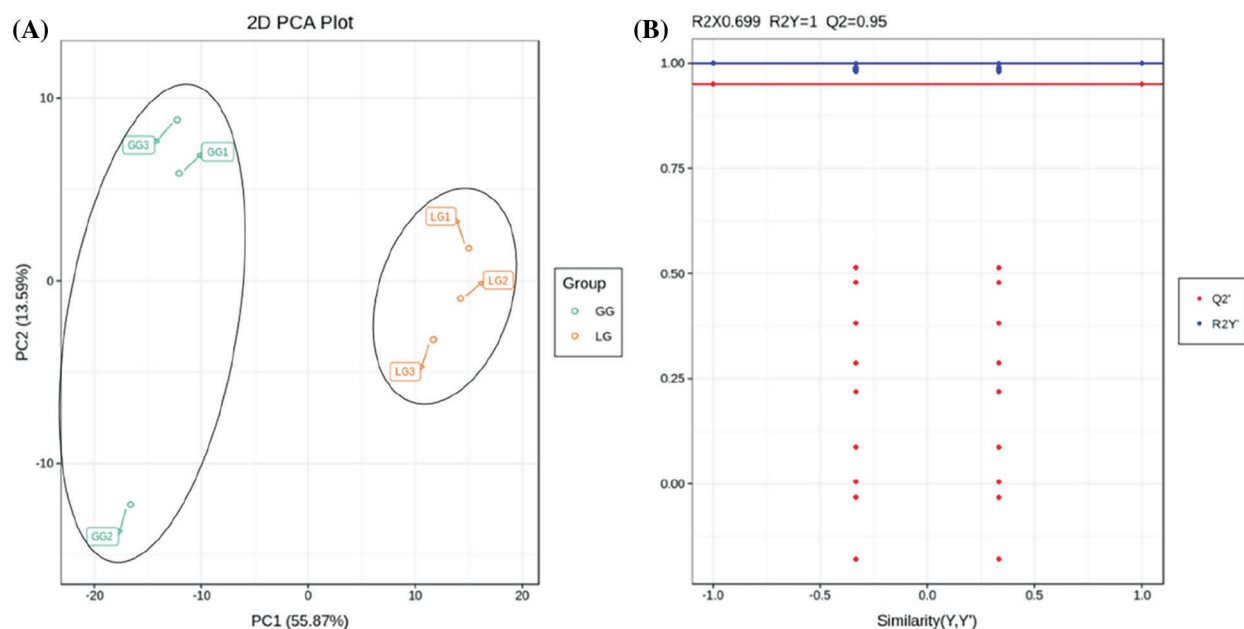 (A)
2D PCA Plot
10
0
-10
-20
-10
0
10
20
PC2 (13.59%)
PC1 (55.87%)
GG3
GG1
GG2
LG1
LG2
LG3
Group
GG
LG
(B)
R2X0.699 R2Y=1 Q2=0.95
1.00
0.75
0.50
0.25
0.00
-1.0
-0.5
0.0
0.5
1.0
Similarity(Y,Y')
Q2'
R2Y'